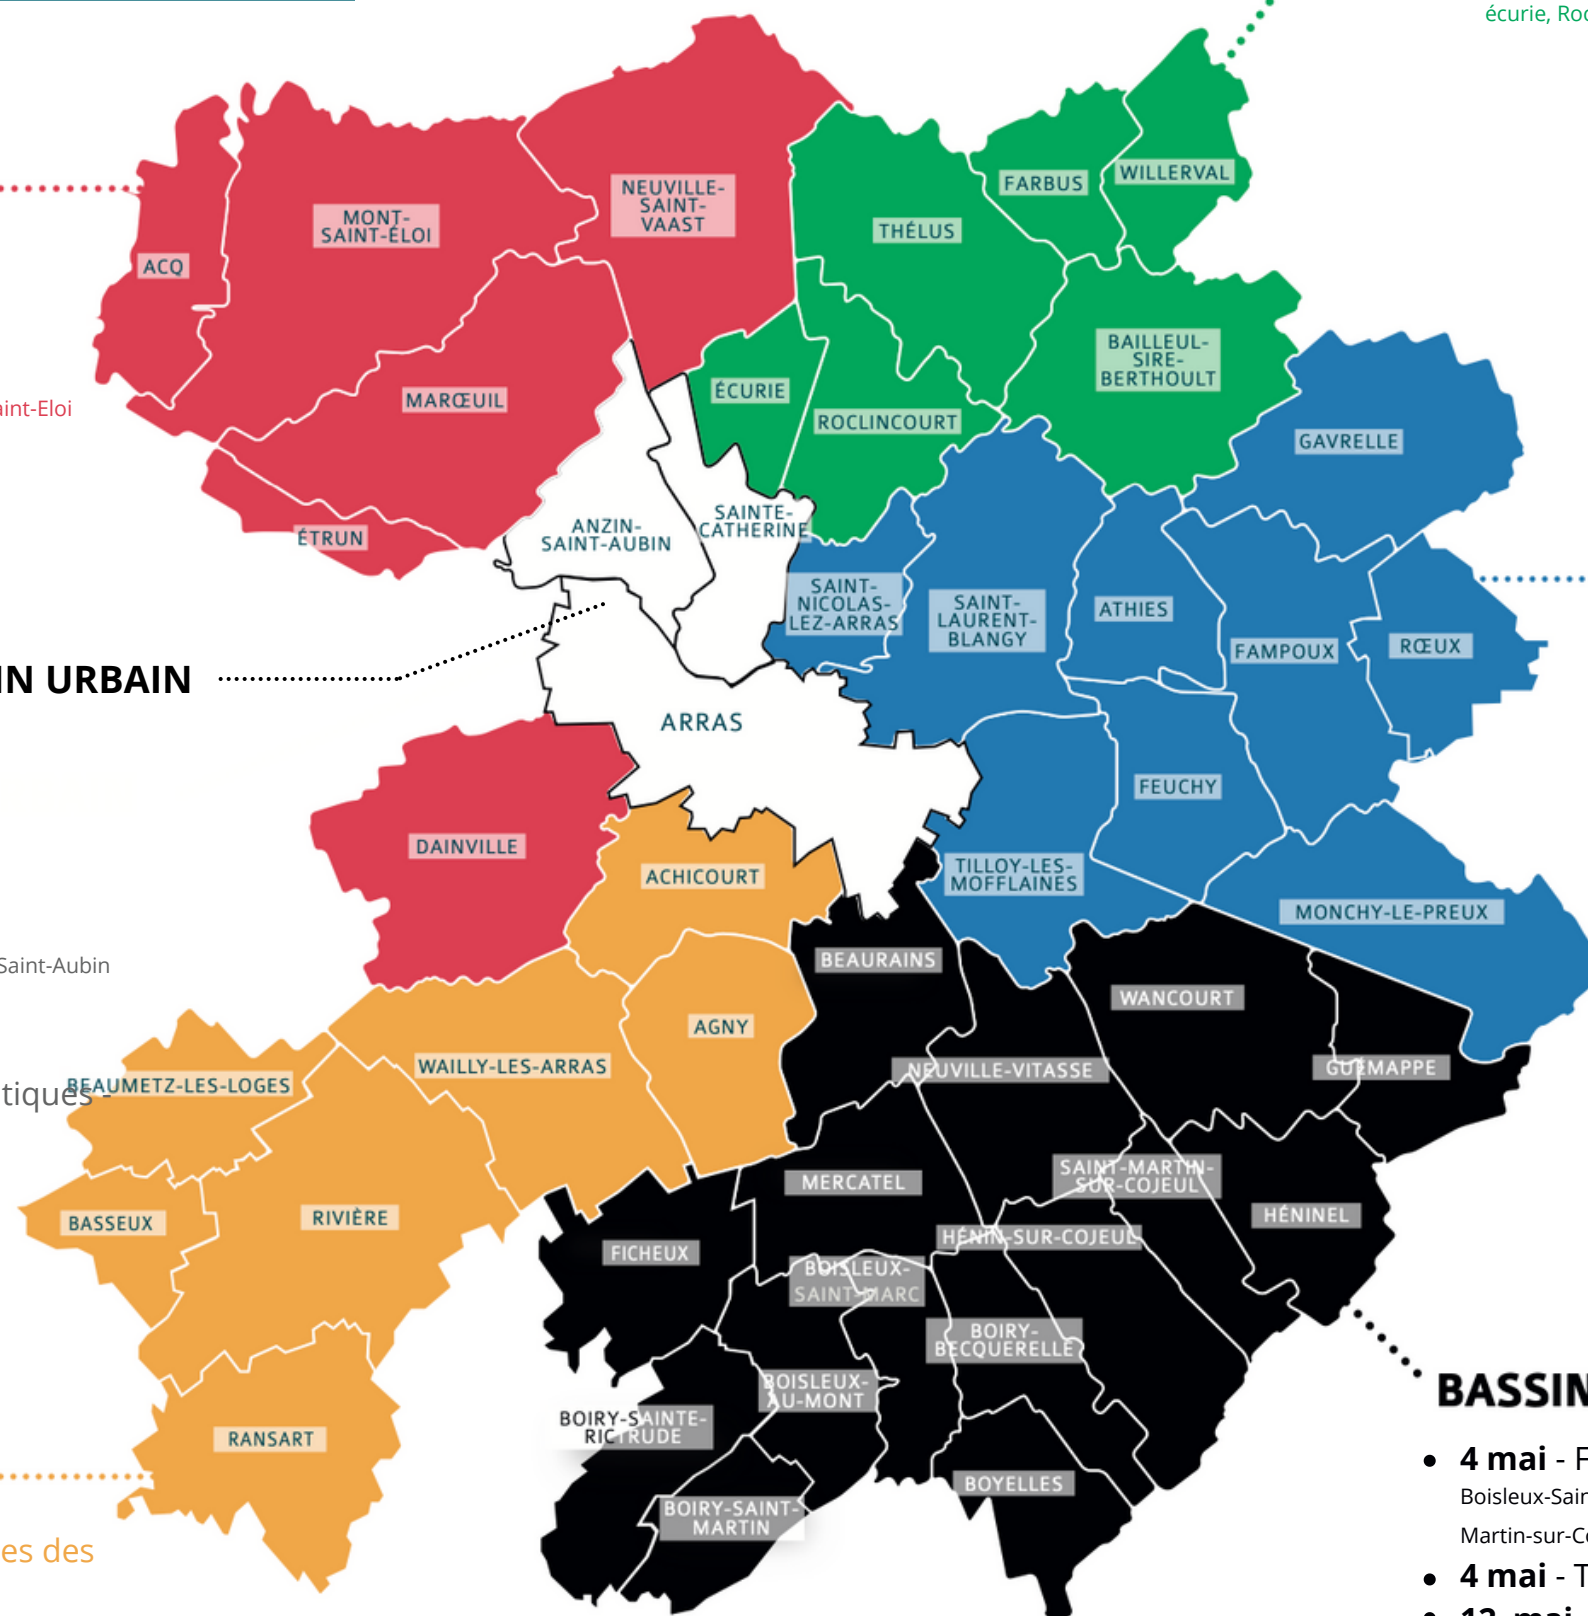 écurie,
WILLERVAL
FARBUS
NEUVILLE-
SAINT-
VAAST
MONT-
SAINT-ÉLOI
THÉLUS
ACQ
BAILLEUL-
SIRE-
BERTHOULT
ÉCURIE
MARŒUIL
aint-Eloi
ROCLINCOURT
GAVRELLE
SAINTE-
CATHERINE
ANZIN-
SAINT-AUBIN
ÉTRUN
SAINT-
NICOLAS-
LEZ-ARRAS
SAINT-
LAURENT-
BLANGY
ATHIES
FAMPOUX
RŒUX
IN URBAIN
ARRAS
FEUCHY
DAINVILLE
ACHICOURT
TILLOY-LES-
MOFFLAINES
MONCHY-LE-PREUX
Saint-Aubin
BEAURAINS
WANCOURT
AGNY
WAILLY-LES-ARRAS
NEUVILLE-VITASSE
GUÉMAPPE
BEAUMETZ-LES-LOGES
tiques -
SAINT-MARTIN-
SUR-COJEUL
MERCATEL
BASSEUX
RIVIÈRE
HÉNINEL
HÉNIN-SUR-COJEUL
FICHEUX
BOISLEUX-
SAINT-MARC
BOIRY-
BECQUERELLE
BOISLEUX-
AU-MONT
BASSIN
BOIRY-SAINTE-
RICTRUDE
RANSART
4 mai - F
BOYELLES
Boisleux-Sain
BOIRY-SAINT-
MARTIN
Martin-sur-Co
es des
4 mai - T
12 mai